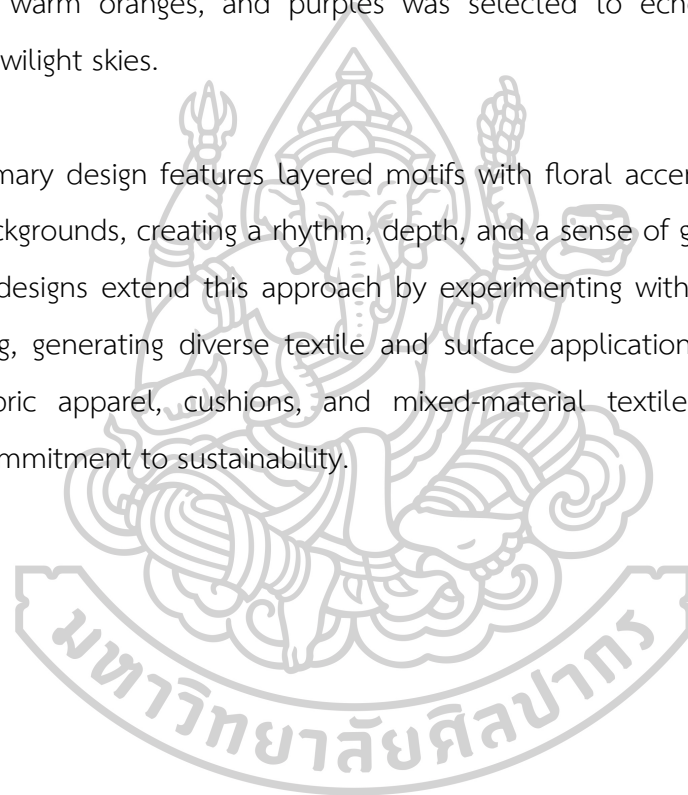 warm oranges, and purples was selected to ech
wilight skies.
mary design features layered motifs with floral accen
ckgrounds, creating a rhythm, depth, and a sense of g
designs extend this approach by experimenting with
g, generating diverse textile and surface application
bric apparel, cushions, and mixed-material textile
mmitment to sustainability.
มหาวิทยาลัยศิลปากร